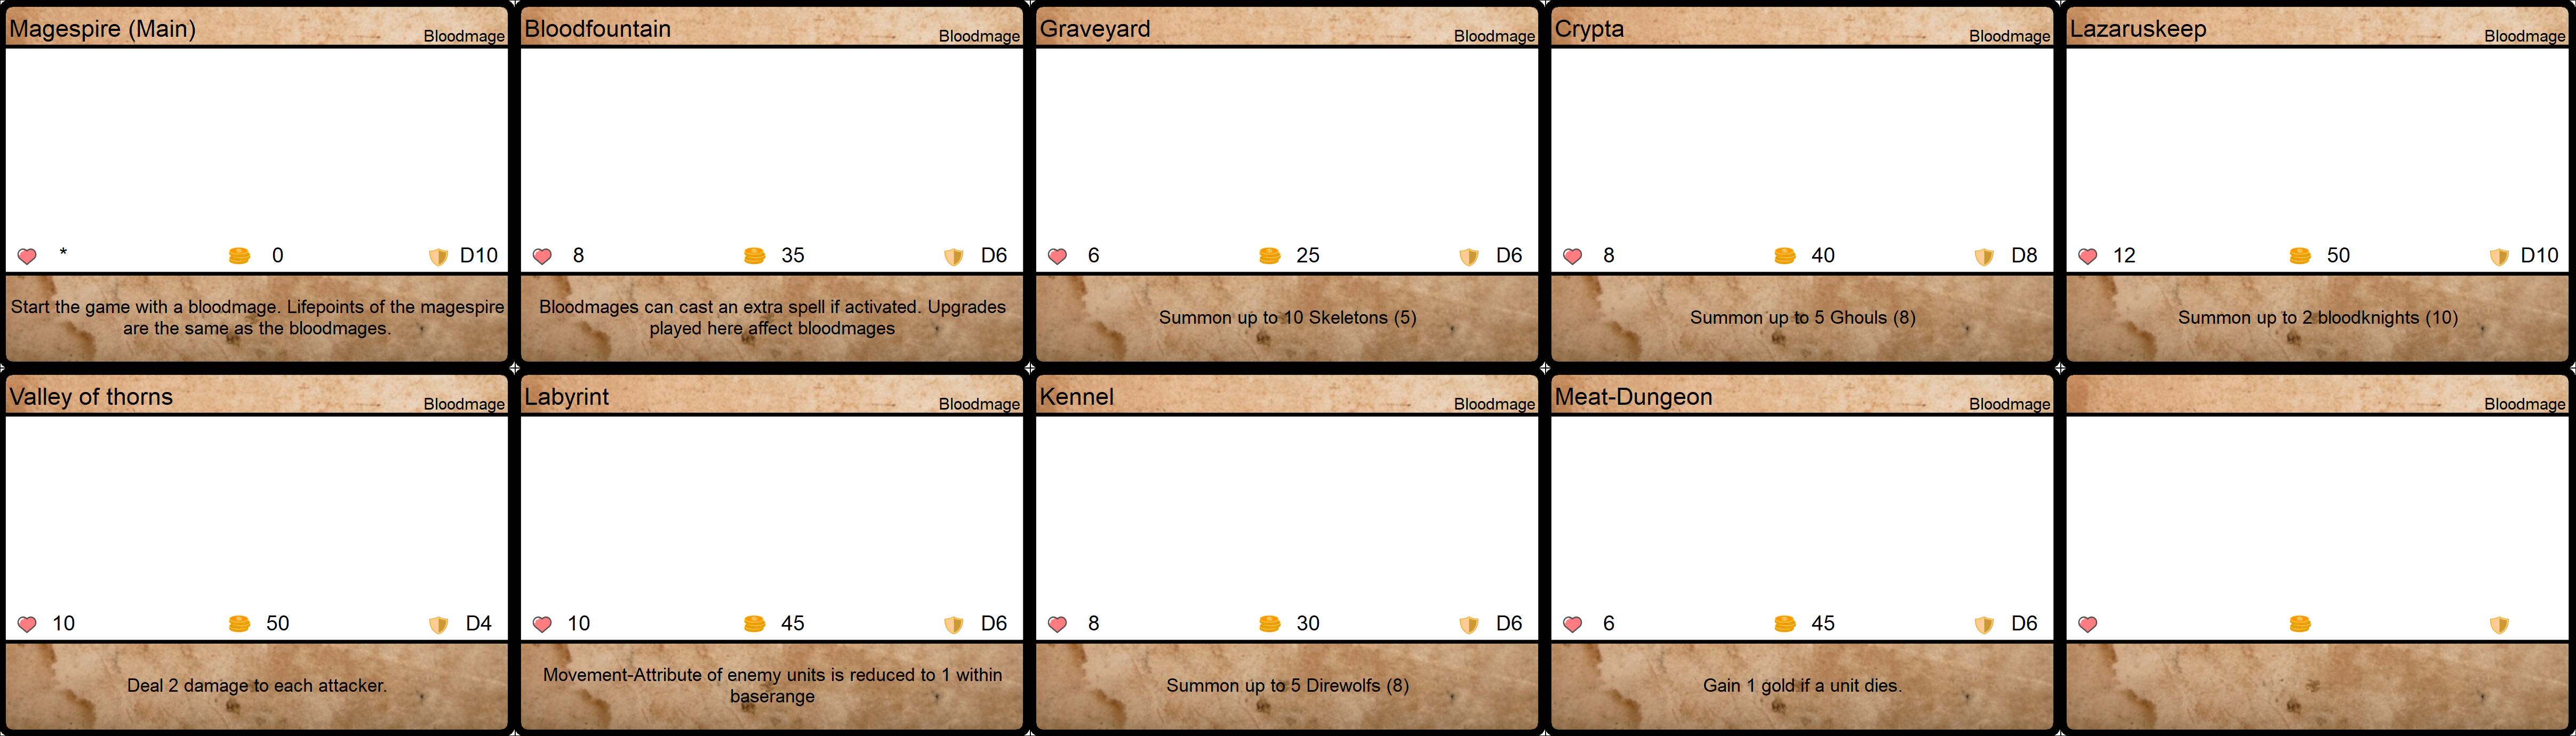 Magespire (Main)
Bloodmage
* 0 D10
Start the game with a bloodmage. Lifepoints of the magespire
are the same as the bloodmages.
Bloodfountain
Bloodmage
8 35 D6
Bloodmages can cast an extra spell if activated. Upgrades
played here affect bloodmages
Graveyard
Bloodmage
6 25 D6
Summon up to 10 Skeletons (5)
Crypta
Bloodmage
8 40 D8
Summon up to 5 Ghouls (8)
Lazaruskeep
Bloodmage
12 50 D10
Summon up to 2 bloodknights (10)
Valley of thorns
Bloodmage
10 50 D4
Deal 2 damage to each attacker.
Labyrint
Bloodmage
10 45 D6
Movement-Attribute of enemy units is reduced to 1 within
baserange
Kennel
Bloodmage
8 30 D6
Summon up to 5 Direwolfs (8)
Meat-Dungeon
Bloodmage
6 45 D6
Gain 1 gold if a unit dies.
Bloodmage